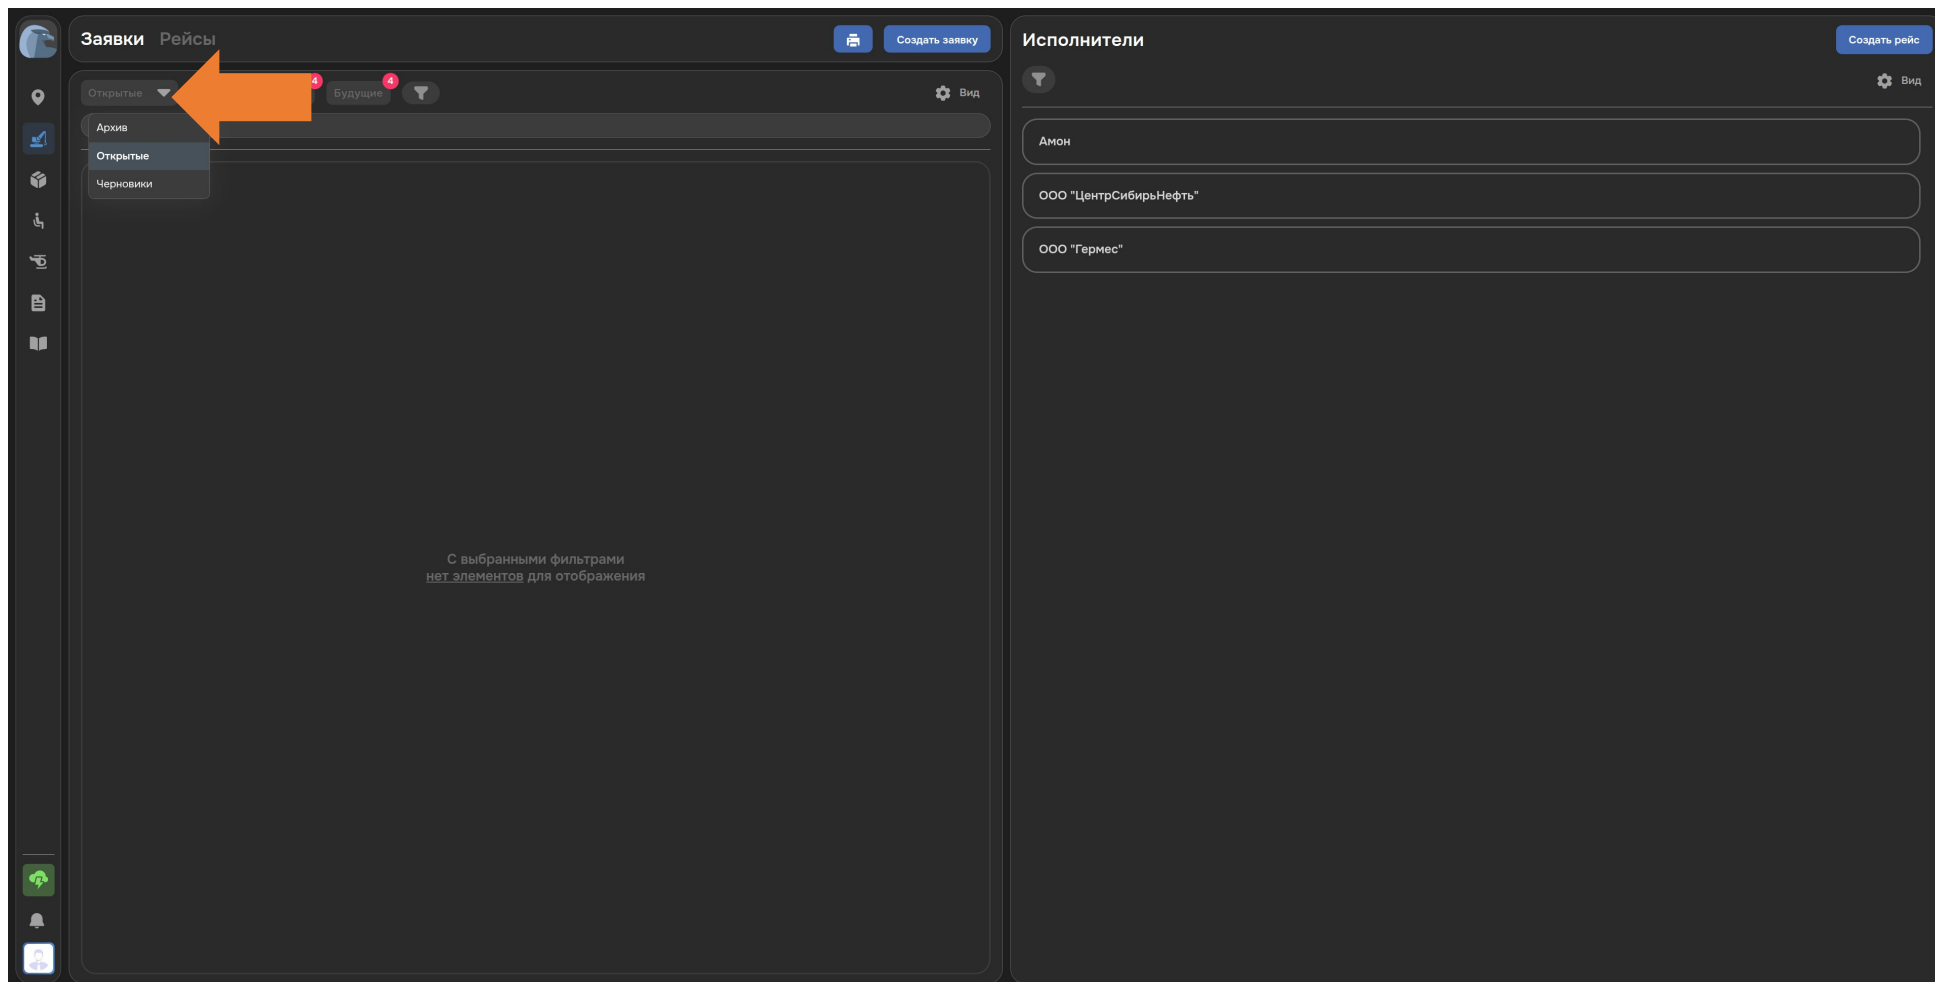 Заявки Рейсы
Создать заявку
Открытые
4
Будущие
4
Вид
Архив
Открытые
Черновики
С выбранными фильтрами
нет элементов для отображения
Исполнители
Создать рейс
Вид
Амон
ООО "ЦентрСибирьНефть"
ООО "Гермес"